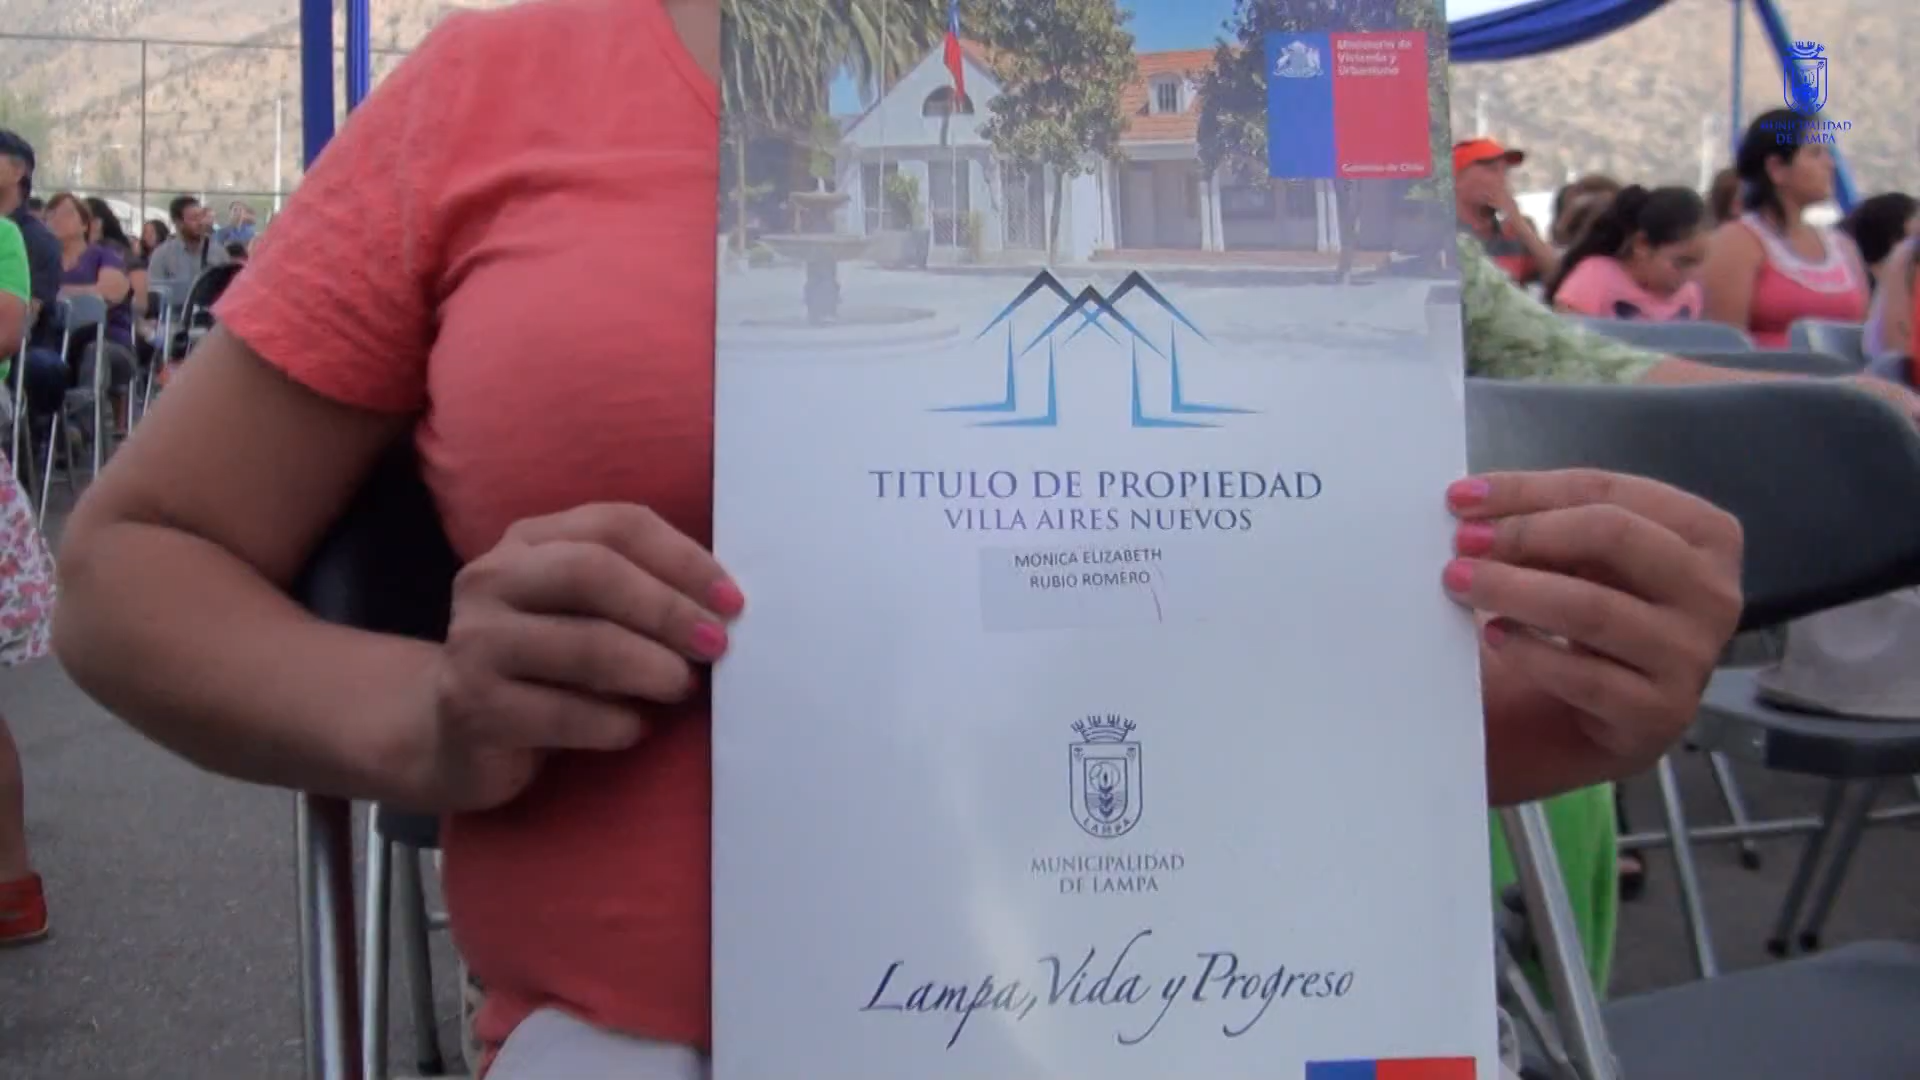 Ministerio de
Vivienda y
Urbanismo
Gobierno de Chile
MUNICIPALIDAD
DE LAMPA
TITULO DE PROPIEDAD
VILLA AIRES NUEVOS
MONICA ELIZABETH
RUBIO ROMERO
LAMPA
MUNICIPALIDAD
DE LAMPA
Lampa, Vida y Progreso